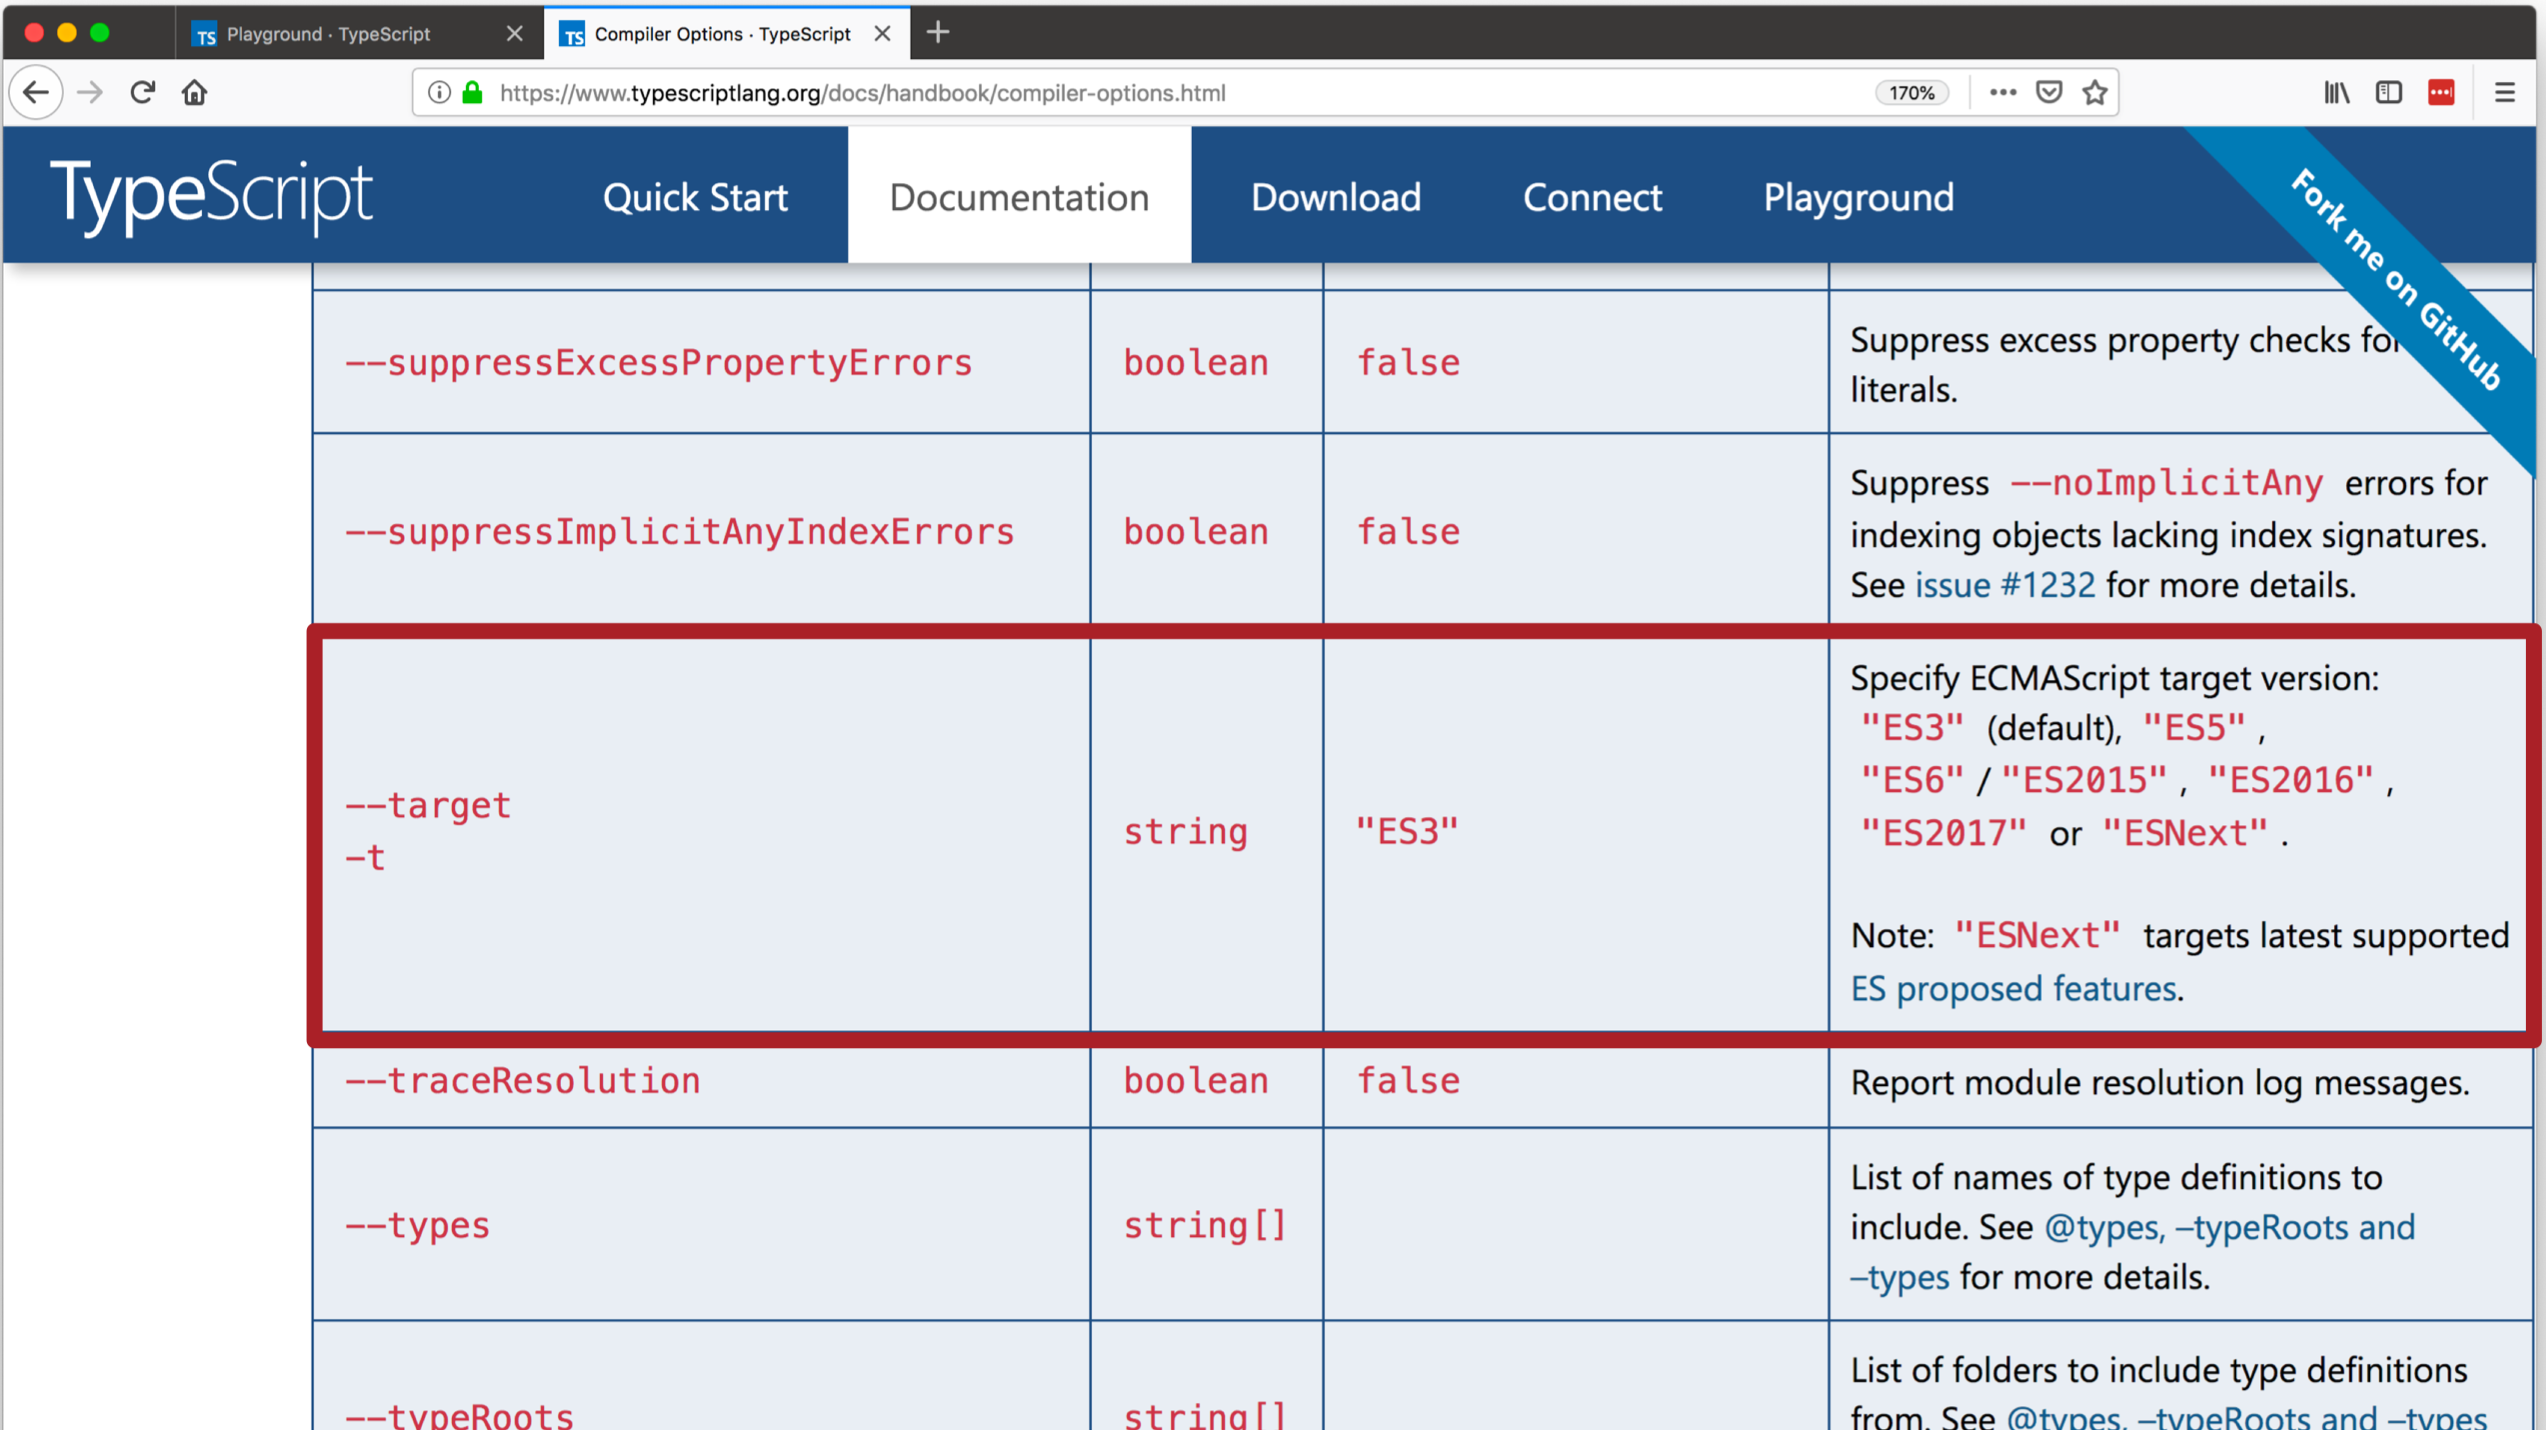 Playground · TypeScript
Compiler Options · TypeScript
https://www.typescriptlang.org/docs/handbook/compiler-options.html
170%
TypeScript
Quick Start
Documentation
Download
Connect
Playground
Fork me on GitHub
--suppressExcessPropertyErrors
boolean
false
Suppress excess property checks for
literals.
--suppressImplicitAnyIndexErrors
boolean
false
Suppress --noImplicitAny errors for
indexing objects lacking index signatures.
See issue #1232 for more details.
--target
-t
string
"ES3"
Specify ECMAScript target version:
"ES3" (default), "ES5" ,
"ES6" / "ES2015" , "ES2016" ,
"ES2017" or "ESNext" .
Note: "ESNext" targets latest supported
ES proposed features.
--traceResolution
boolean
false
Report module resolution log messages.
--types
string[]
List of names of type definitions to
include. See @types, –typeRoots and
–types for more details.
--typeRoots
string[]
List of folders to include type definitions
from. See @types, –typeRoots and –types